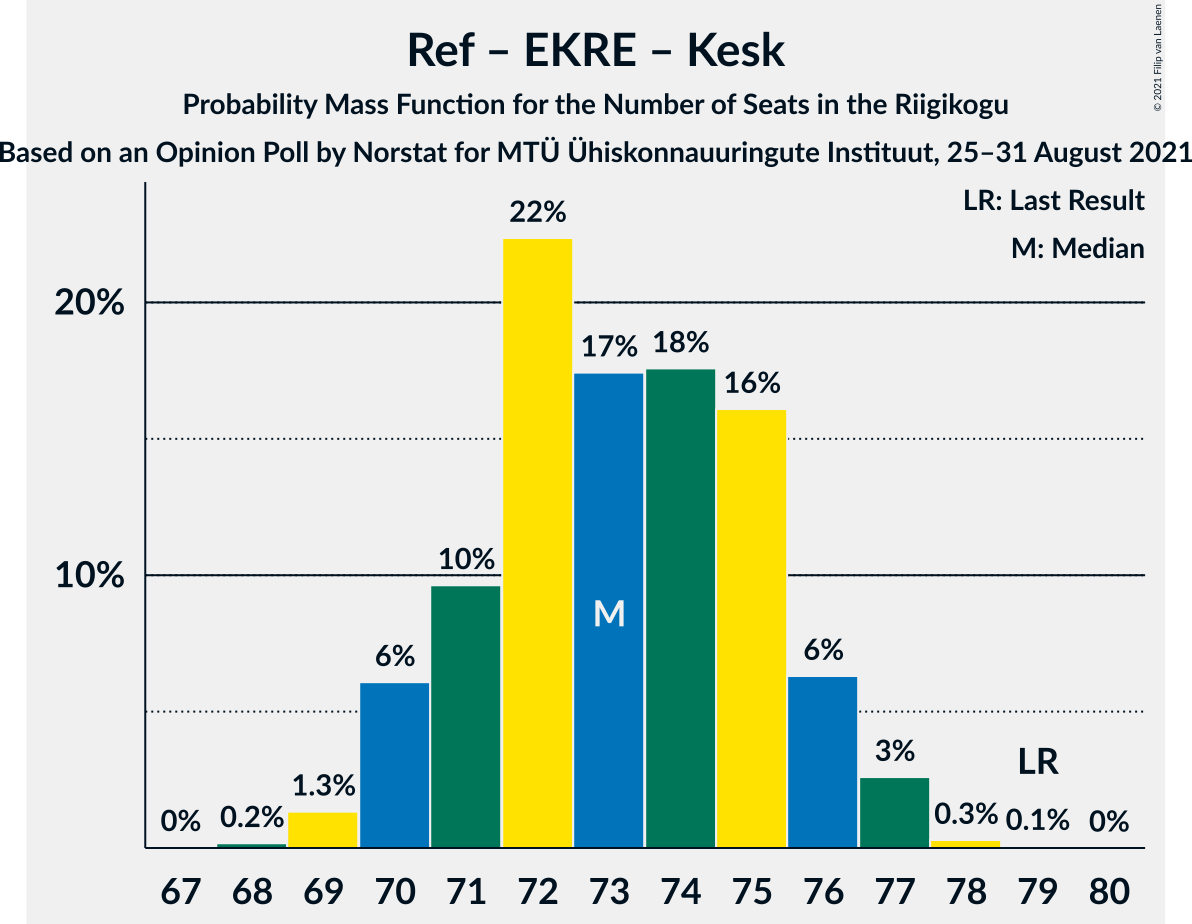 Ref – EKRE – Kesk
Probability Mass Function for the Number of Seats in the Riigikogu
Based on an Opinion Poll by Norstat for MTÜ Ühiskonnauuringute Instituut, 25–31 August 2021
© 2021 Filip van Laenen
LR: Last Result
M: Median
20%
10%
0%
0.2%
1.3%
6%
10%
22%
17%
18%
16%
6%
3%
0.3%
0.1%
0%
M
LR
67 68 69 70 71 72 73 74 75 76 77 78 79 80